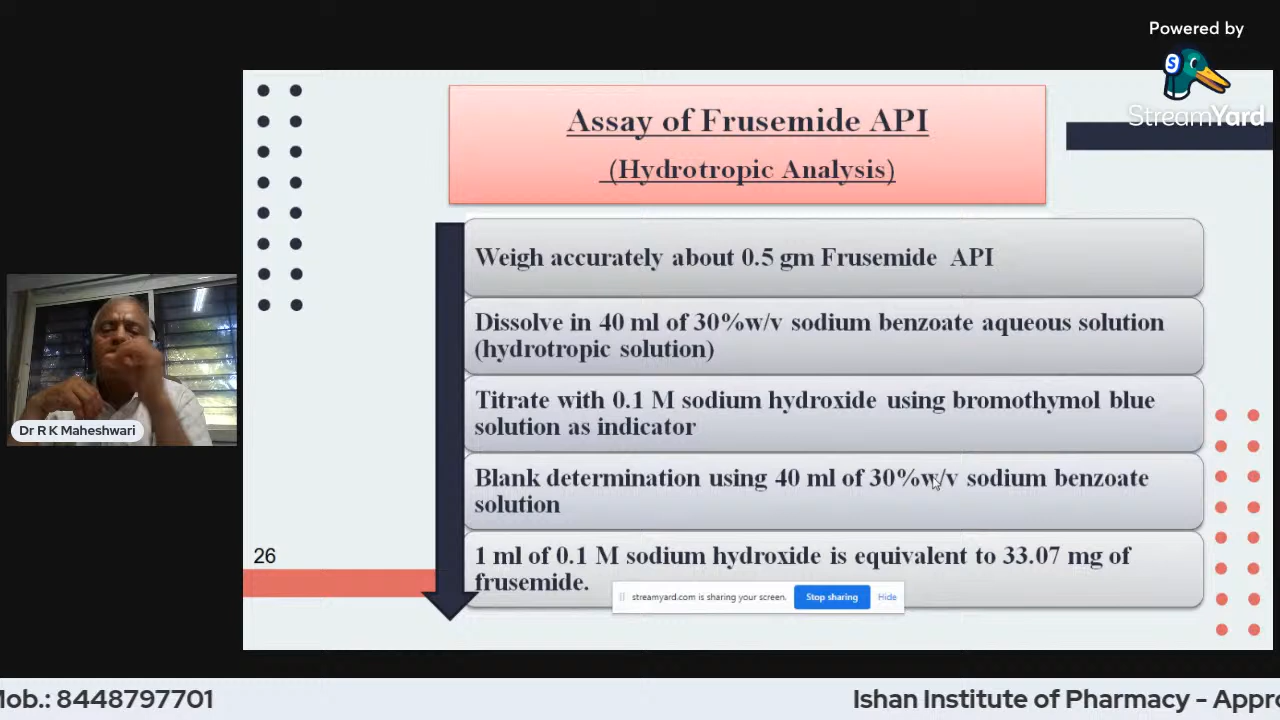 Powered by
StreamYard
Assay of Frusemide API
(Hydrotropic Analysis)
Weigh accurately about 0.5 gm Frusemide API
Dissolve in 40 ml of 30%w/v sodium benzoate aqueous solution
(hydrotropic solution)
Titrate with 0.1 M sodium hydroxide using bromothymol blue
solution as indicator
Dr R K Maheshwari
Blank determination using 40 ml of 30%w/v sodium benzoate
solution
26
1 ml of 0.1 M sodium hydroxide is equivalent to 33.07 mg of
frusemide.
streamyard.com is sharing your screen. Stop sharing Hide
Mob.: 8448797701 Ishan Institute of Pharmacy - Appro